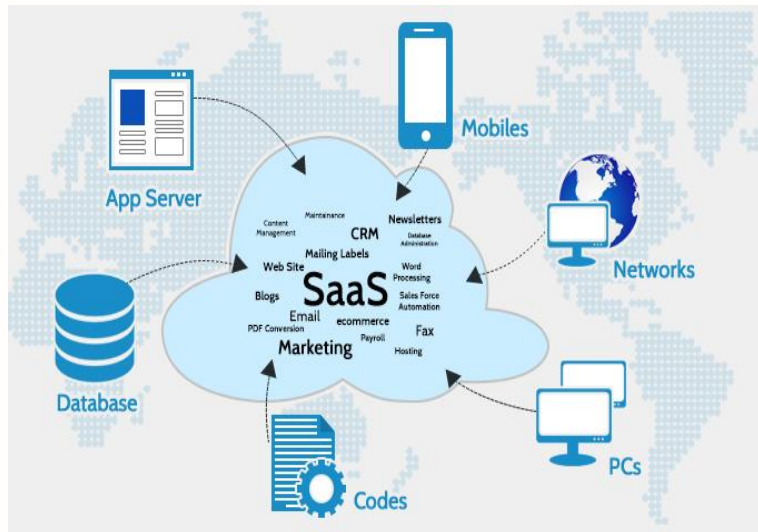 Mobiles
App Server
Content
Management
Maintainance
CRM
Newsletters
Database
Administration
Mailing Labels
Web Site
Word
Processing
SaaS
Blogs
Sales Force
Automation
Email
ecommerce
PDF Conversion
Fax
Payroll
Marketing
Hosting
Networks
Database
PCs
Codes